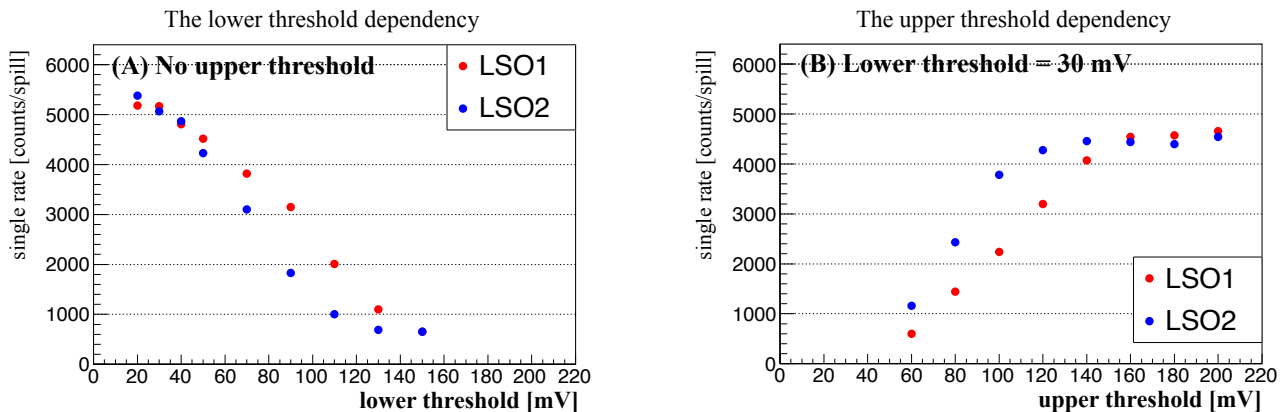 The lower threshold dependency
(A) No upper threshold
LSO1
LSO2
single rate [counts/spill]
6000
5000
4000
3000
2000
1000
0
0 20 40 60 80 100 120 140 160 180 200 220
lower threshold [mV]
The upper threshold dependency
(B) Lower threshold = 30 mV
single rate [counts/spill]
6000
5000
4000
3000
2000
1000
0
LSO1
LSO2
0 20 40 60 80 100 120 140 160 180 200 220
upper threshold [mV]